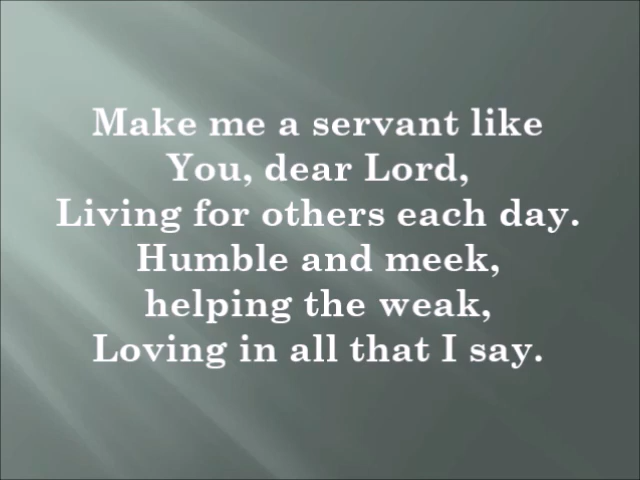 Make me a servant like
You, dear Lord,
Living for others each day.
Humble and meek,
helping the weak,
Loving in all that I say.